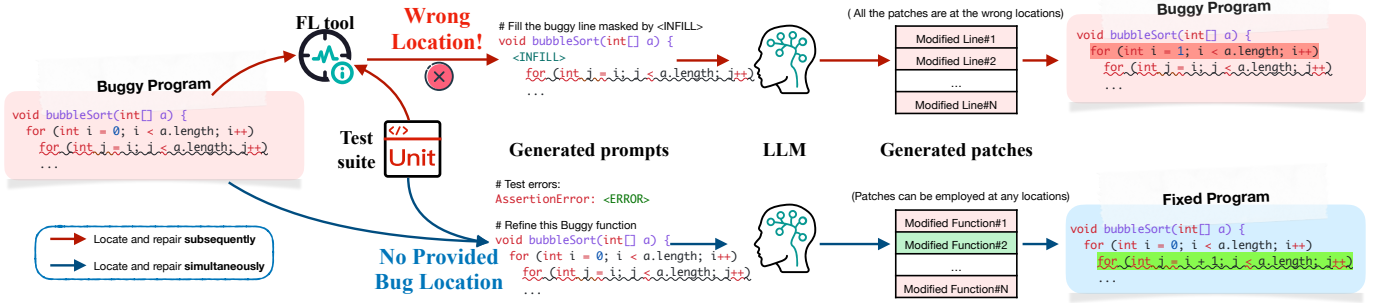 Buggy Program
void bubbleSort(int[] a) {
for (int i = 0; i < a.length; i++)
for (int j = i; j < a.length; j++)
...
Locate and repair subsequently
Locate and repair simultaneously
FL tool
Wrong
Location!
</>
Unit
Test
suite
No Provided
Bug Location
# Fill the buggy line masked by <INFILL>
void bubbleSort(int[] a) {
<INFILL>
for (int j = i; j < a.length; j++)
...
Generated prompts
# Test errors:
AssertionError: <ERROR>
# Refine this Buggy function
void bubbleSort(int[] a) {
for (int i = 0; i < a.length; i++)
for (int j = i; j < a.length; j++)
...
LLM
( All the patches are at the wrong locations)
Modified Line#1
Modified Line#2
...
Modified Line#N
Generated patches
(Patches can be employed at any locations)
Modified Function#1
Modified Function#2
...
Modified Function#N
Buggy Program
void bubbleSort(int[] a) {
for (int i = 1; i < a.length; i++)
for (int j = i; j < a.length; j++)
...
Fixed Program
void bubbleSort(int[] a) {
for (int i = 0; i < a.length; i++)
for (int j = i + 1; j < a.length; j++)
...